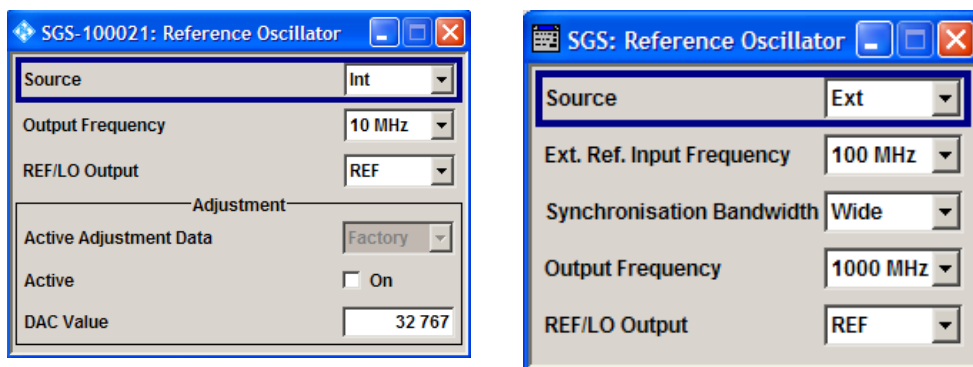 SGS-100021: Reference Oscillator
Source Int
Output Frequency 10 MHz
REF/LO Output REF
Adjustment
Active Adjustment Data Factory
Active On
DAC Value 32 767
SGS: Reference Oscillator
Source Ext
Ext. Ref. Input Frequency 100 MHz
Synchronisation Bandwidth Wide
Output Frequency 1000 MHz
REF/LO Output REF